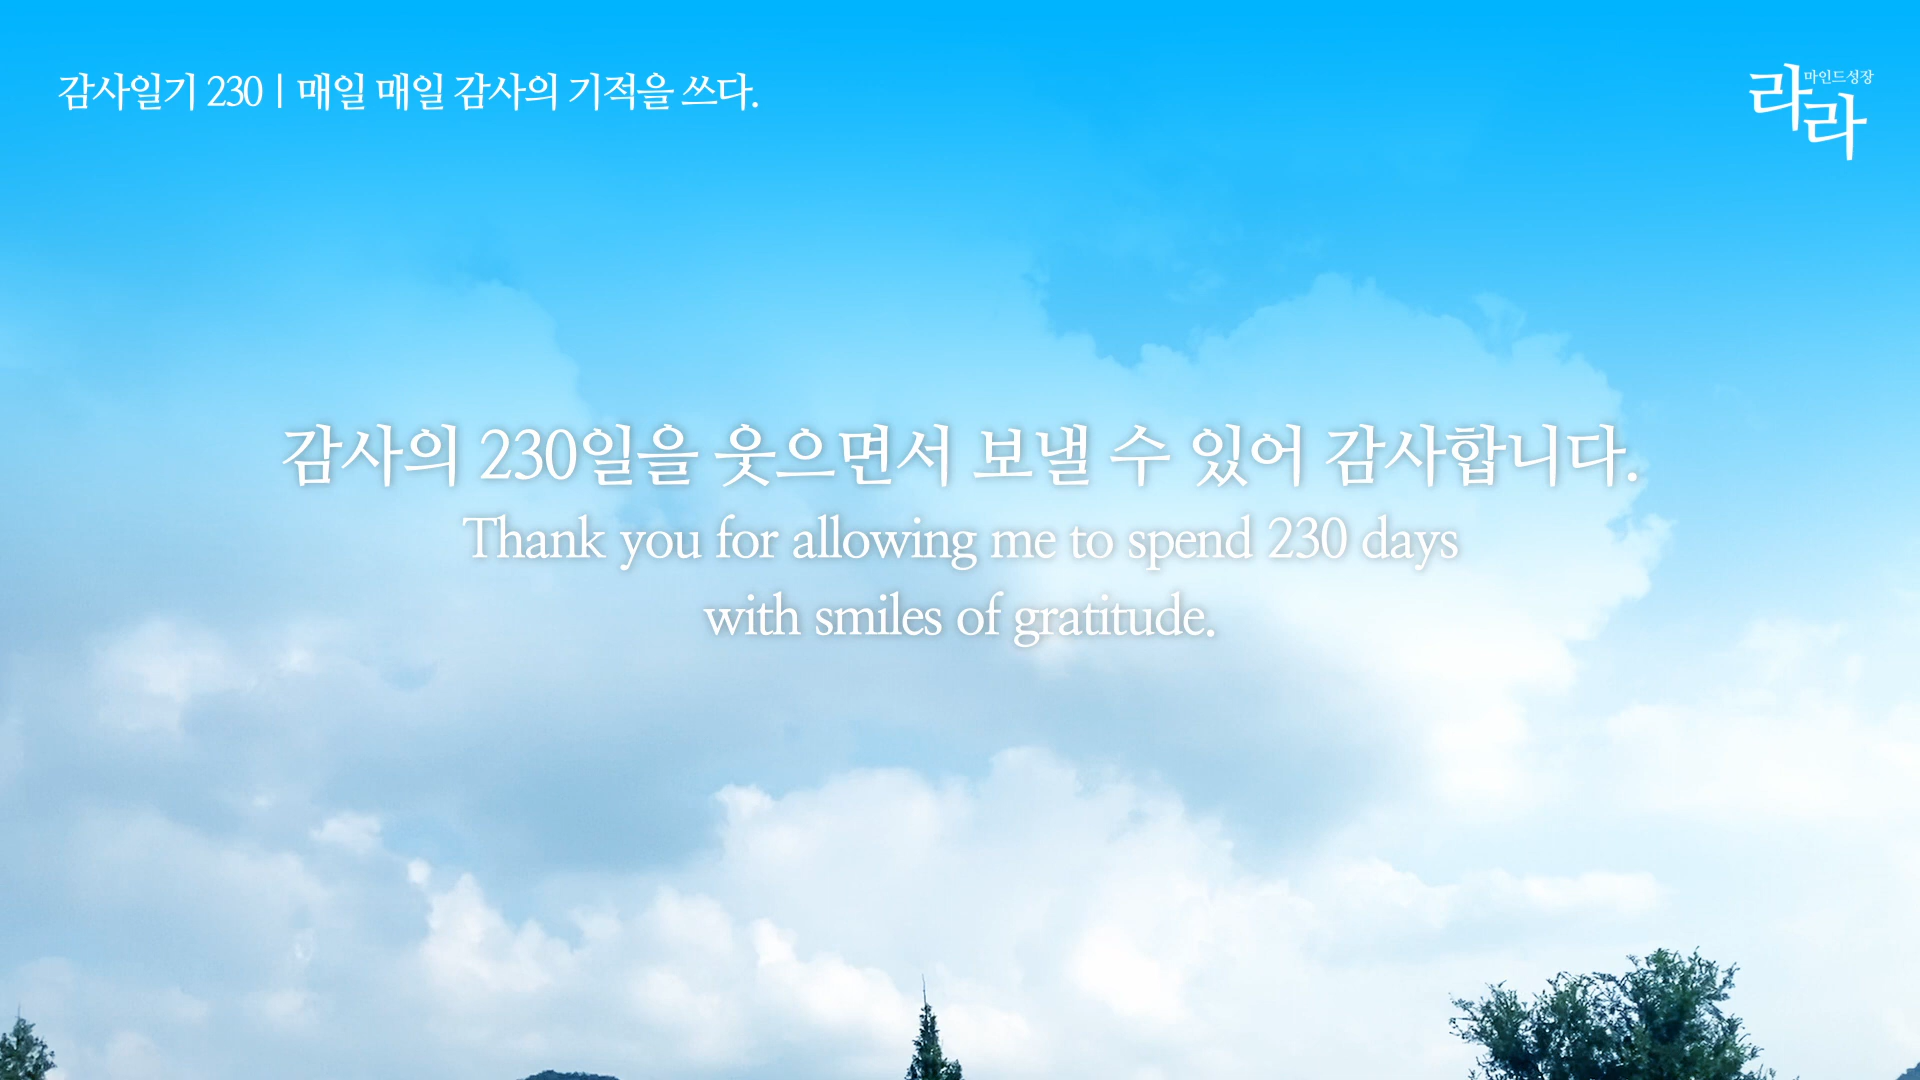 감사일기 230 | 매일 매일 감사의 기적을 쓰다.
마인드성장
라라
감사의 230일을 웃으면서 보낼 수 있어 감사합니다.
Thank you for allowing me to spend 230 days
with smiles of gratitude.